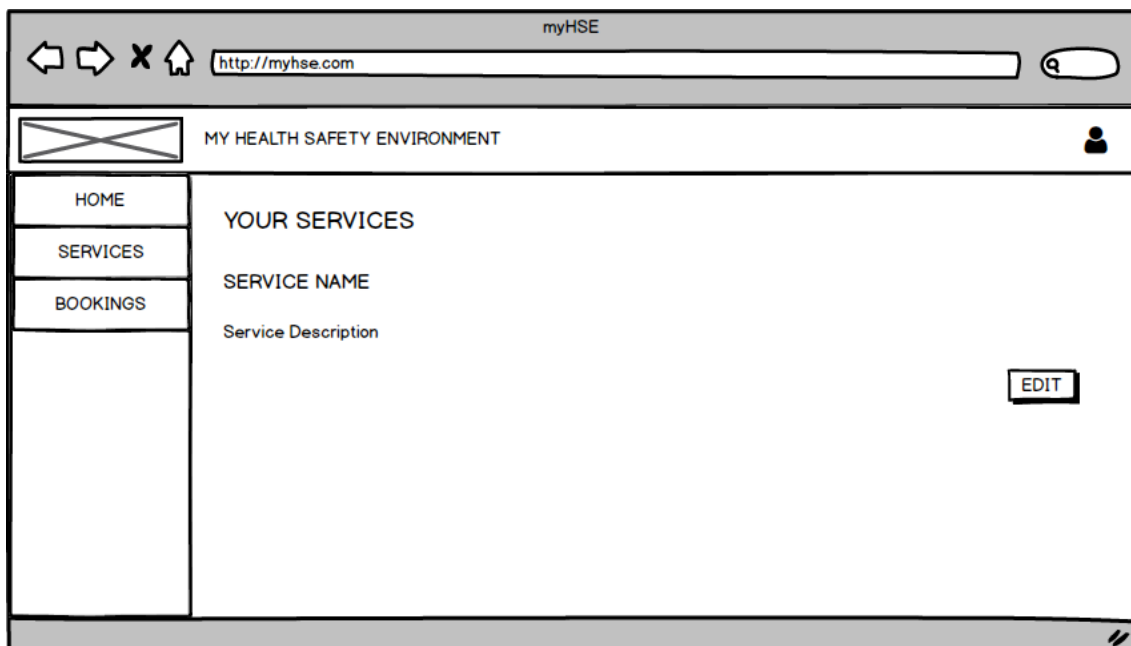 myHSE
http://myhse.com
MY HEALTH SAFETY ENVIRONMENT
HOME
SERVICES
BOOKINGS
YOUR SERVICES
SERVICE NAME
Service Description
EDIT